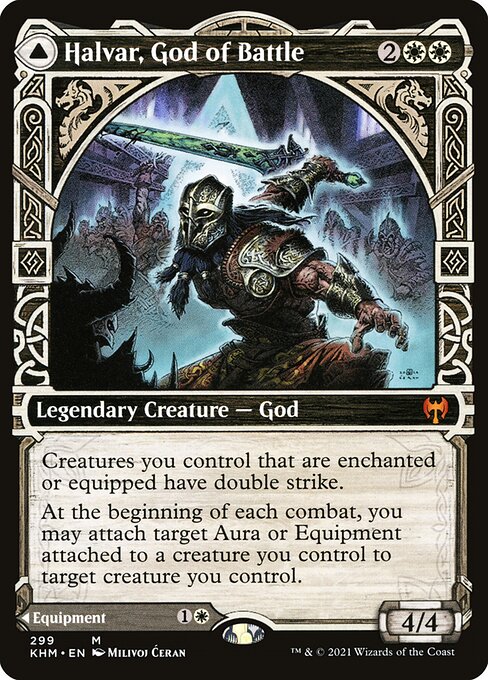 Halvar, God of Battle 2
Legendary Creature — God
Creatures you control that are enchanted
or equipped have double strike.
At the beginning of each combat, you
may attach target Aura or Equipment
attached to a creature you control to
target creature you control.
Equipment 1
4/4
299 M
KHM • EN Milivoj Ćeran
™ & © 2021 Wizards of the Coast